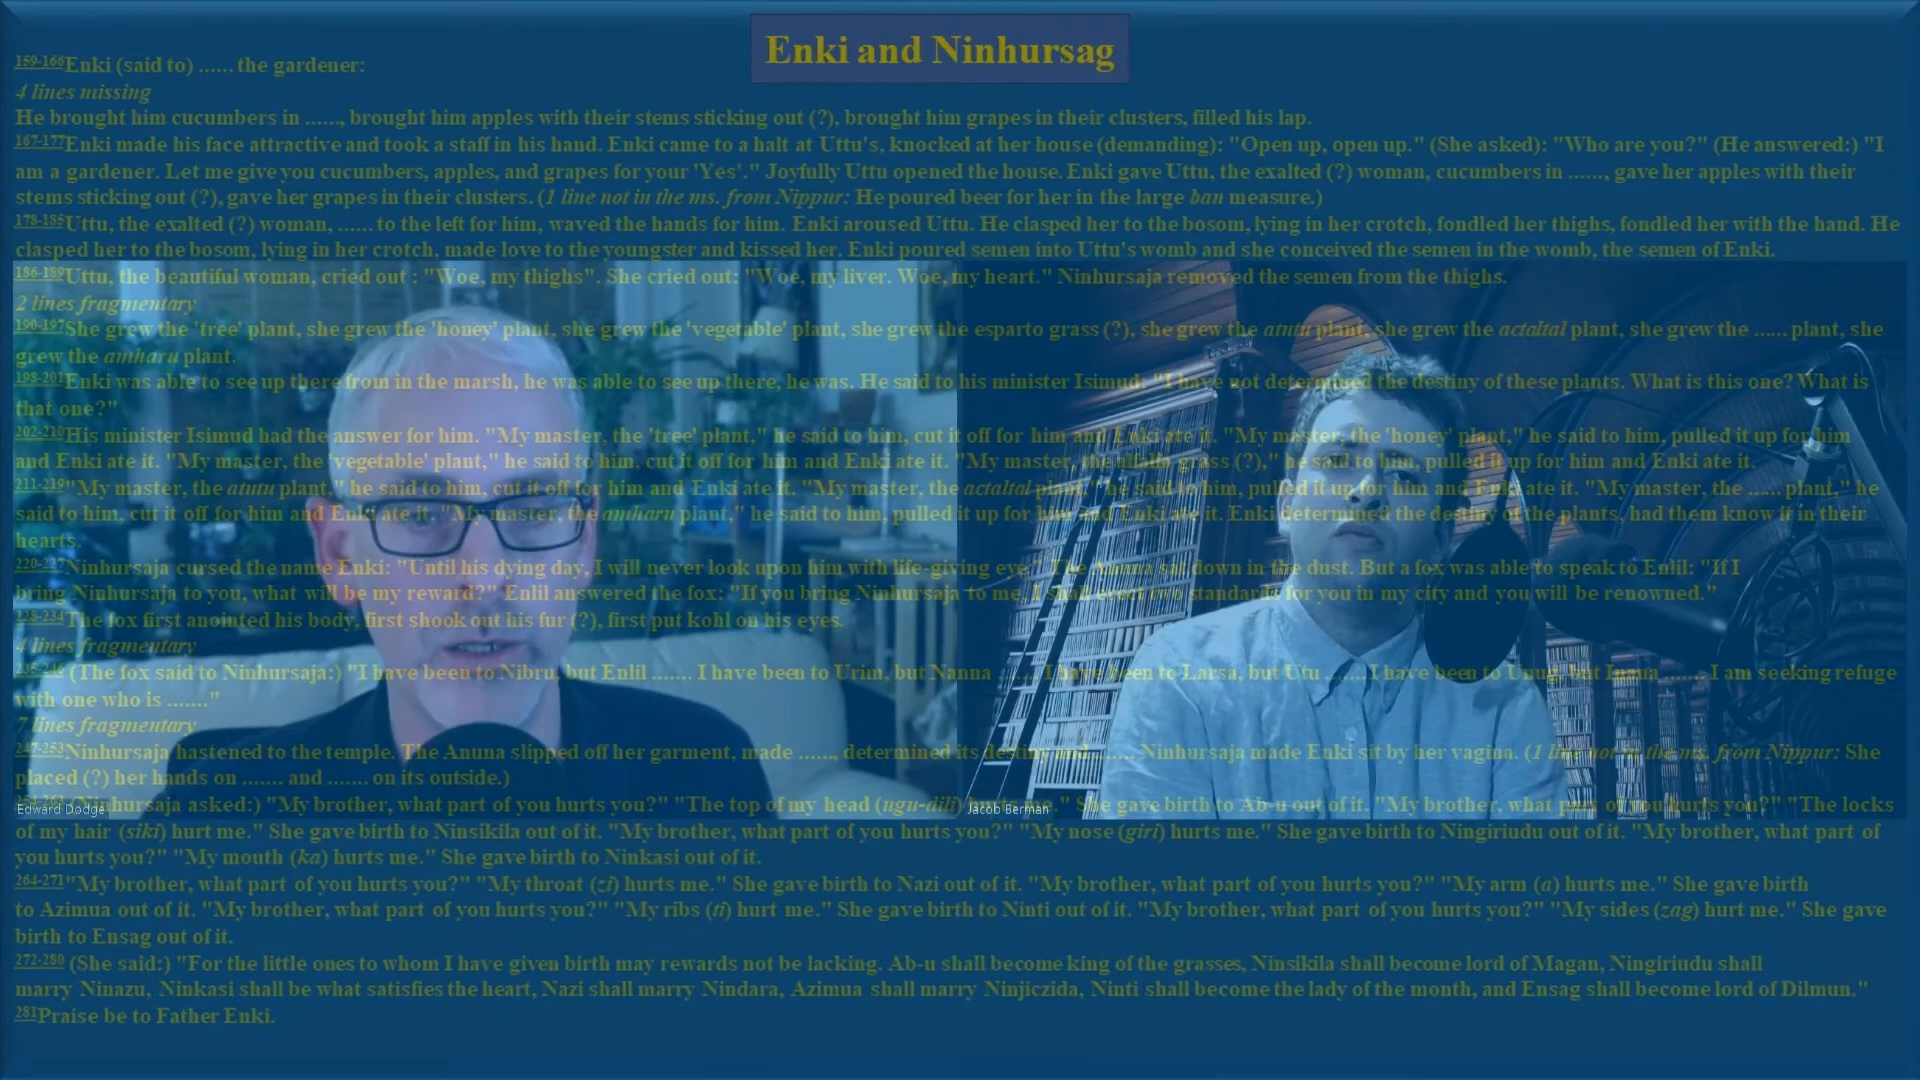 Enki and Ninhursag
159-166Enki (said to) ...... the gardener:
4 lines missing
He brought him cucumbers in ......, brought him apples with their stems sticking out (?), brought him grapes in their clusters, filled his lap.
167-177Enki made his face attractive and took a staff in his hand. Enki came to a halt at Uttu's, knocked at her house (demanding): "Open up, open up." (She asked): "Who are you?" (He answered:) "I
am a gardener. Let me give you cucumbers, apples, and grapes for your 'Yes'." Joyfully Uttu opened the house. Enki gave Uttu, the exalted (?) woman, cucumbers in ......, gave her apples with their
stems sticking out (?), gave her grapes in their clusters. (1 line not in the ms. from Nippur: He poured beer for her in the large ban measure.)
178-185Uttu, the exalted (?) woman, ...... to the left for him, waved the hands for him. Enki aroused Uttu. He clasped her to the bosom, lying in her crotch, fondled her thighs, fondled her with the hand. He
clasped her to the bosom, lying in her crotch, made love to the youngster and kissed her. Enki poured semen into Uttu's womb and she conceived the semen in the womb, the semen of Enki.
186-189Uttu, the beautiful woman, cried out : "Woe, my thighs". She cried out: "Woe, my liver. Woe, my heart." Ninhursaja removed the semen from the thighs.
2 lines fragmentary
190-197She grew the 'tree' plant, she grew the 'honey' plant, she grew the 'vegetable' plant, she grew the esparto grass (?), she grew the atutu plant, she grew the actaltal plant, she grew the ...... plant, she
grew the amharu plant.
198-201Enki was able to see up there from in the marsh, he was able to see up there, he was. He said to his minister Isimud: "I have not determined the destiny of these plants. What is this one? What is
that one?"
202-210His minister Isimud had the answer for him. "My master, the 'tree' plant," he said to him, cut it off for him and Enki ate it. "My master, the 'honey' plant," he said to him, pulled it up for him
and Enki ate it. "My master, the 'vegetable' plant," he said to him, cut it off for him and Enki ate it. "My master, the (?)," he said to him, pulled it up for him and Enki ate it.
211-219"My master, the atutu plant," he said to him, cut it off for him and Enki ate it. "My master, the actaltal plant," he said to him, pulled it up for him and Enki ate it. "My master, the ...... plant," he
said to him, cut it off for him and Enki ate it. "My master, the amharu plant," he said to him, pulled it up for him and Enki ate it. Enki determined the destiny of the plants, had them know it in their
hearts.
220-227Ninhursaja cursed the name Enki: "Until his dying day, I will never look upon him with life-giving eye." The Anuna sat down in the dust. But a fox was able to speak to Enlil: "If I
bring Ninhursaja to you, what will be my reward?" Enlil answered the fox: "If you bring Ninhursaja to me, I shall erect two standards for you in my city and you will be renowned."
228-234The fox first anointed his body, first shook out his fur (?), first put kohl on his eyes.
4 lines fragmentary
235-246 (The fox said to Ninhursaja:) "I have been to Nibru, but Enlil ....... I have been to Urim, but Nanna ....... I have been to Larsa, but Utu ....... I have been to Unug, but Inana ....... I am seeking refuge
with one who is ......."
7 lines fragmentary
247-253Ninhursaja hastened to the temple. The Anuna slipped off her garment, made ......, determined its destiny and ....... Ninhursaja made Enki sit by her vagina. (1 line not in the ms. from Nippur: She
placed (?) her hands on ....... and ....... on its outside.)
(Ninhursaja asked:) "My brother, what part of you hurts you?" "The top of my head (ugu-dili) She gave birth to Ab-u out of it. "My brother, what part of you hurts you?" "The locks
of my hair (siki) hurt me." She gave birth to Ninsikila out of it. "My brother, what part of you hurts you?" "My nose (giri) hurts me." She gave birth to Ningiriudu out of it. "My brother, what part of
you hurts you?" "My mouth (ka) hurts me." She gave birth to Ninkasi out of it.
264-271"My brother, what part of you hurts you?" "My throat (zi) hurts me." She gave birth to Nazi out of it. "My brother, what part of you hurts you?" "My arm (a) hurts me." She gave birth
to Azimua out of it. "My brother, what part of you hurts you?" "My ribs (ti) hurt me." She gave birth to Ninti out of it. "My brother, what part of you hurts you?" "My sides (zag) hurt me." She gave
birth to Ensag out of it.
272-280 (She said:) "For the little ones to whom I have given birth may rewards not be lacking. Ab-u shall become king of the grasses, Ninsikila shall become lord of Magan, Ningiriudu shall
marry Ninazu, Ninkasi shall be what satisfies the heart, Nazi shall marry Nindara, Azimua shall marry Ninjiczida, Ninti shall become the lady of the month, and Ensag shall become lord of Dilmun."
281Praise be to Father Enki.
Edward Dodge
Jacob Berman